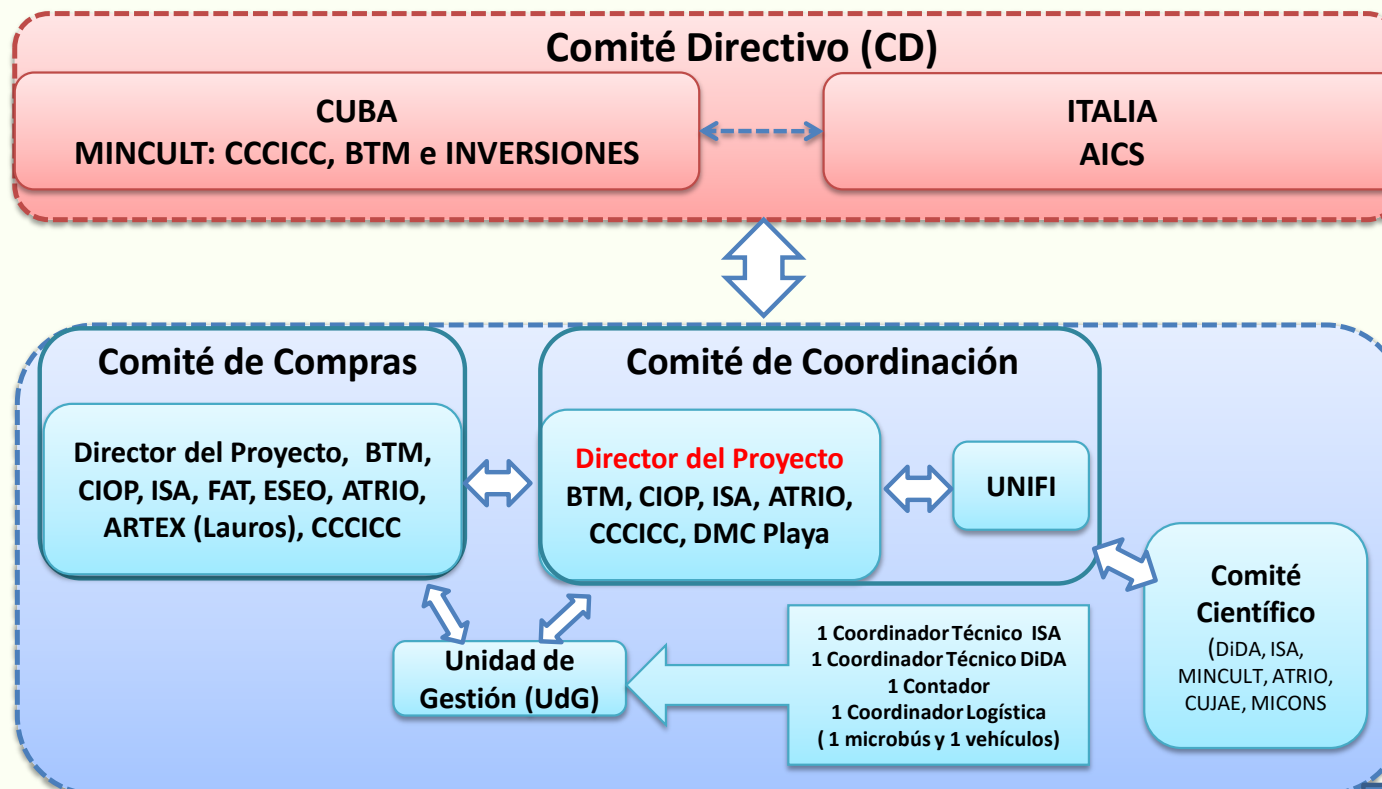 Comité Directivo (CD)
CUBA
MINCULT: CCCICC, BTM e INVERSIONES
ITALIA
AICS
Comité de Compras
Director del Proyecto, BTM,
CIOP, ISA, FAT, ESEO, ATRIO,
ARTEX (Lauros), CCCICC
Comité de Coordinación
Director del Proyecto
BTM, CIOP, ISA, ATRIO,
CCCICC, DMC Playa
UNIFI
Comité
Científico
(DiDA, ISA,
MINCULT, ATRIO,
CUJAE, MICONS
Unidad de
Gestión (UdG)
1 Coordinador Técnico ISA
1 Coordinador Técnico DiDA
1 Contador
1 Coordinador Logística
( 1 microbús y 1 vehículos)